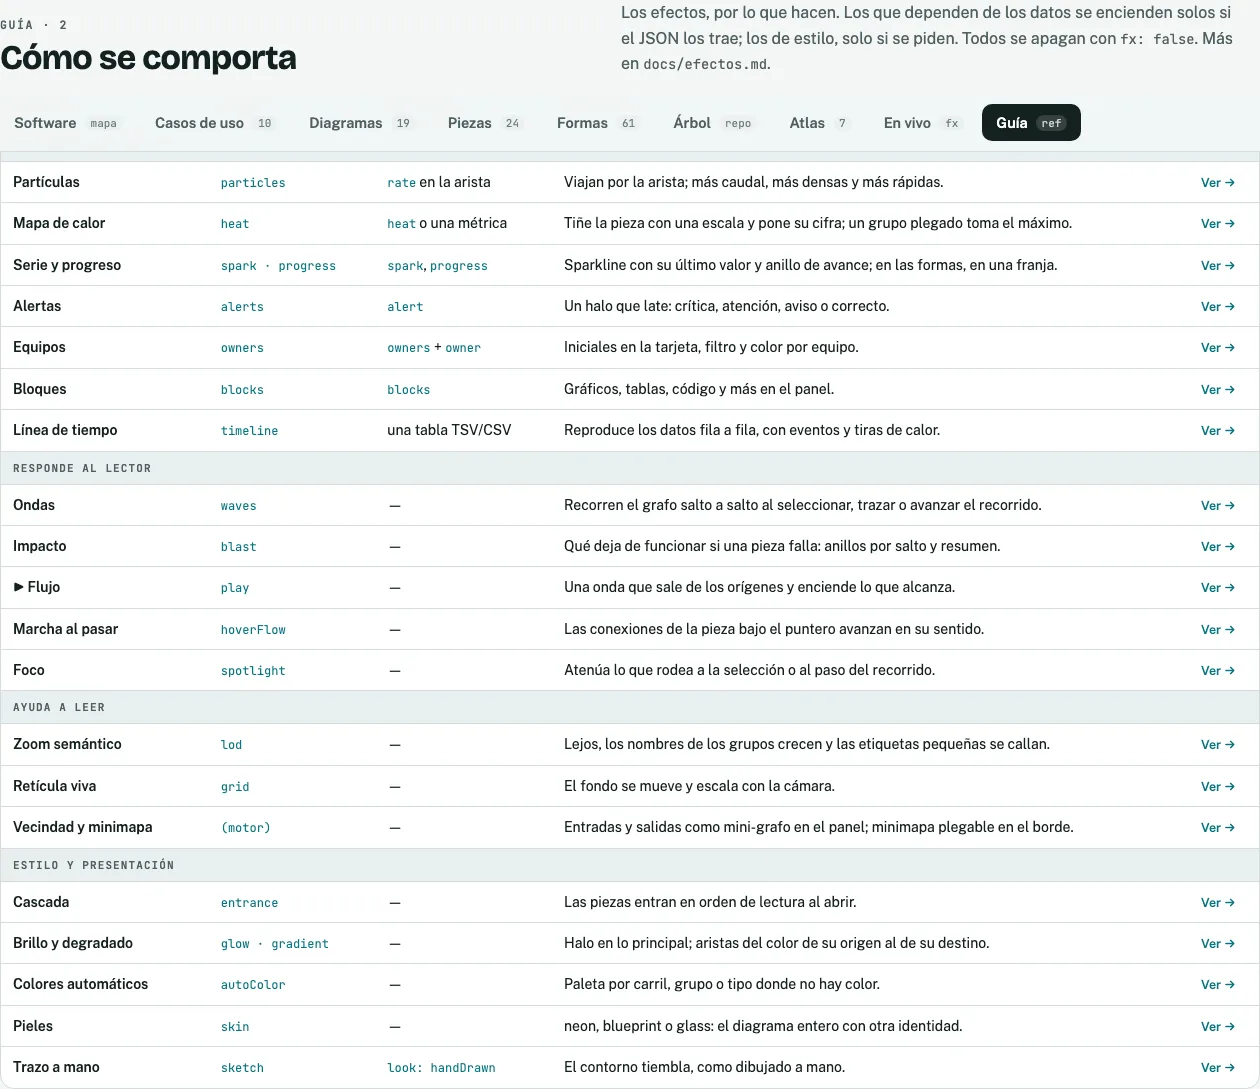 GUÍA · 2
Cómo se comporta
Los efectos, por lo que hacen. Los que dependen de los datos se encienden solos si
el JSON los trae; los de estilo, solo si se piden. Todos se apagan con fx: false. Más
en docs/efectos.md.
Software mapa Casos de uso 10 Diagramas 19 Piezas 24 Formas 61 Árbol repo Atlas 7 En vivo fx Guía ref
Partículas particles rate en la arista Viajan por la arista; más caudal, más densas y más rápidas. Ver →
Mapa de calor heat heat o una métrica Tiñe la pieza con una escala y pone su cifra; un grupo plegado toma el máximo. Ver →
Serie y progreso spark · progress spark, progress Sparkline con su último valor y anillo de avance; en las formas, en una franja. Ver →
Alertas alerts alert Un halo que late: crítica, atención, aviso o correcto. Ver →
Equipos owners owners + owner Iniciales en la tarjeta, filtro y color por equipo. Ver →
Bloques blocks blocks Gráficos, tablas, código y más en el panel. Ver →
Línea de tiempo timeline una tabla TSV/CSV Reproduce los datos fila a fila, con eventos y tiras de calor. Ver →
RESPONDE AL LECTOR
Ondas waves — Recorren el grafo salto a salto al seleccionar, trazar o avanzar el recorrido. Ver →
Impacto blast — Qué deja de funcionar si una pieza falla: anillos por salto y resumen. Ver →
▶ Flujo play — Una onda que sale de los orígenes y enciende lo que alcanza. Ver →
Marcha al pasar hoverFlow — Las conexiones de la pieza bajo el puntero avanzan en su sentido. Ver →
Foco spotlight — Atenúa lo que rodea a la selección o al paso del recorrido. Ver →
AYUDA A LEER
Zoom semántico lod — Lejos, los nombres de los grupos crecen y las etiquetas pequeñas se callan. Ver →
Retícula viva grid — El fondo se mueve y escala con la cámara. Ver →
Vecindad y minimapa (motor) — Entradas y salidas como mini-grafo en el panel; minimapa plegable en el borde. Ver →
ESTILO Y PRESENTACIÓN
Cascada entrance — Las piezas entran en orden de lectura al abrir. Ver →
Brillo y degradado glow · gradient — Halo en lo principal; aristas del color de su origen al de su destino. Ver →
Colores automáticos autoColor — Paleta por carril, grupo o tipo donde no hay color. Ver →
Pieles skin — neon, blueprint o glass: el diagrama entero con otra identidad. Ver →
Trazo a mano sketch look: handDrawn El contorno tiembla, como dibujado a mano. Ver →